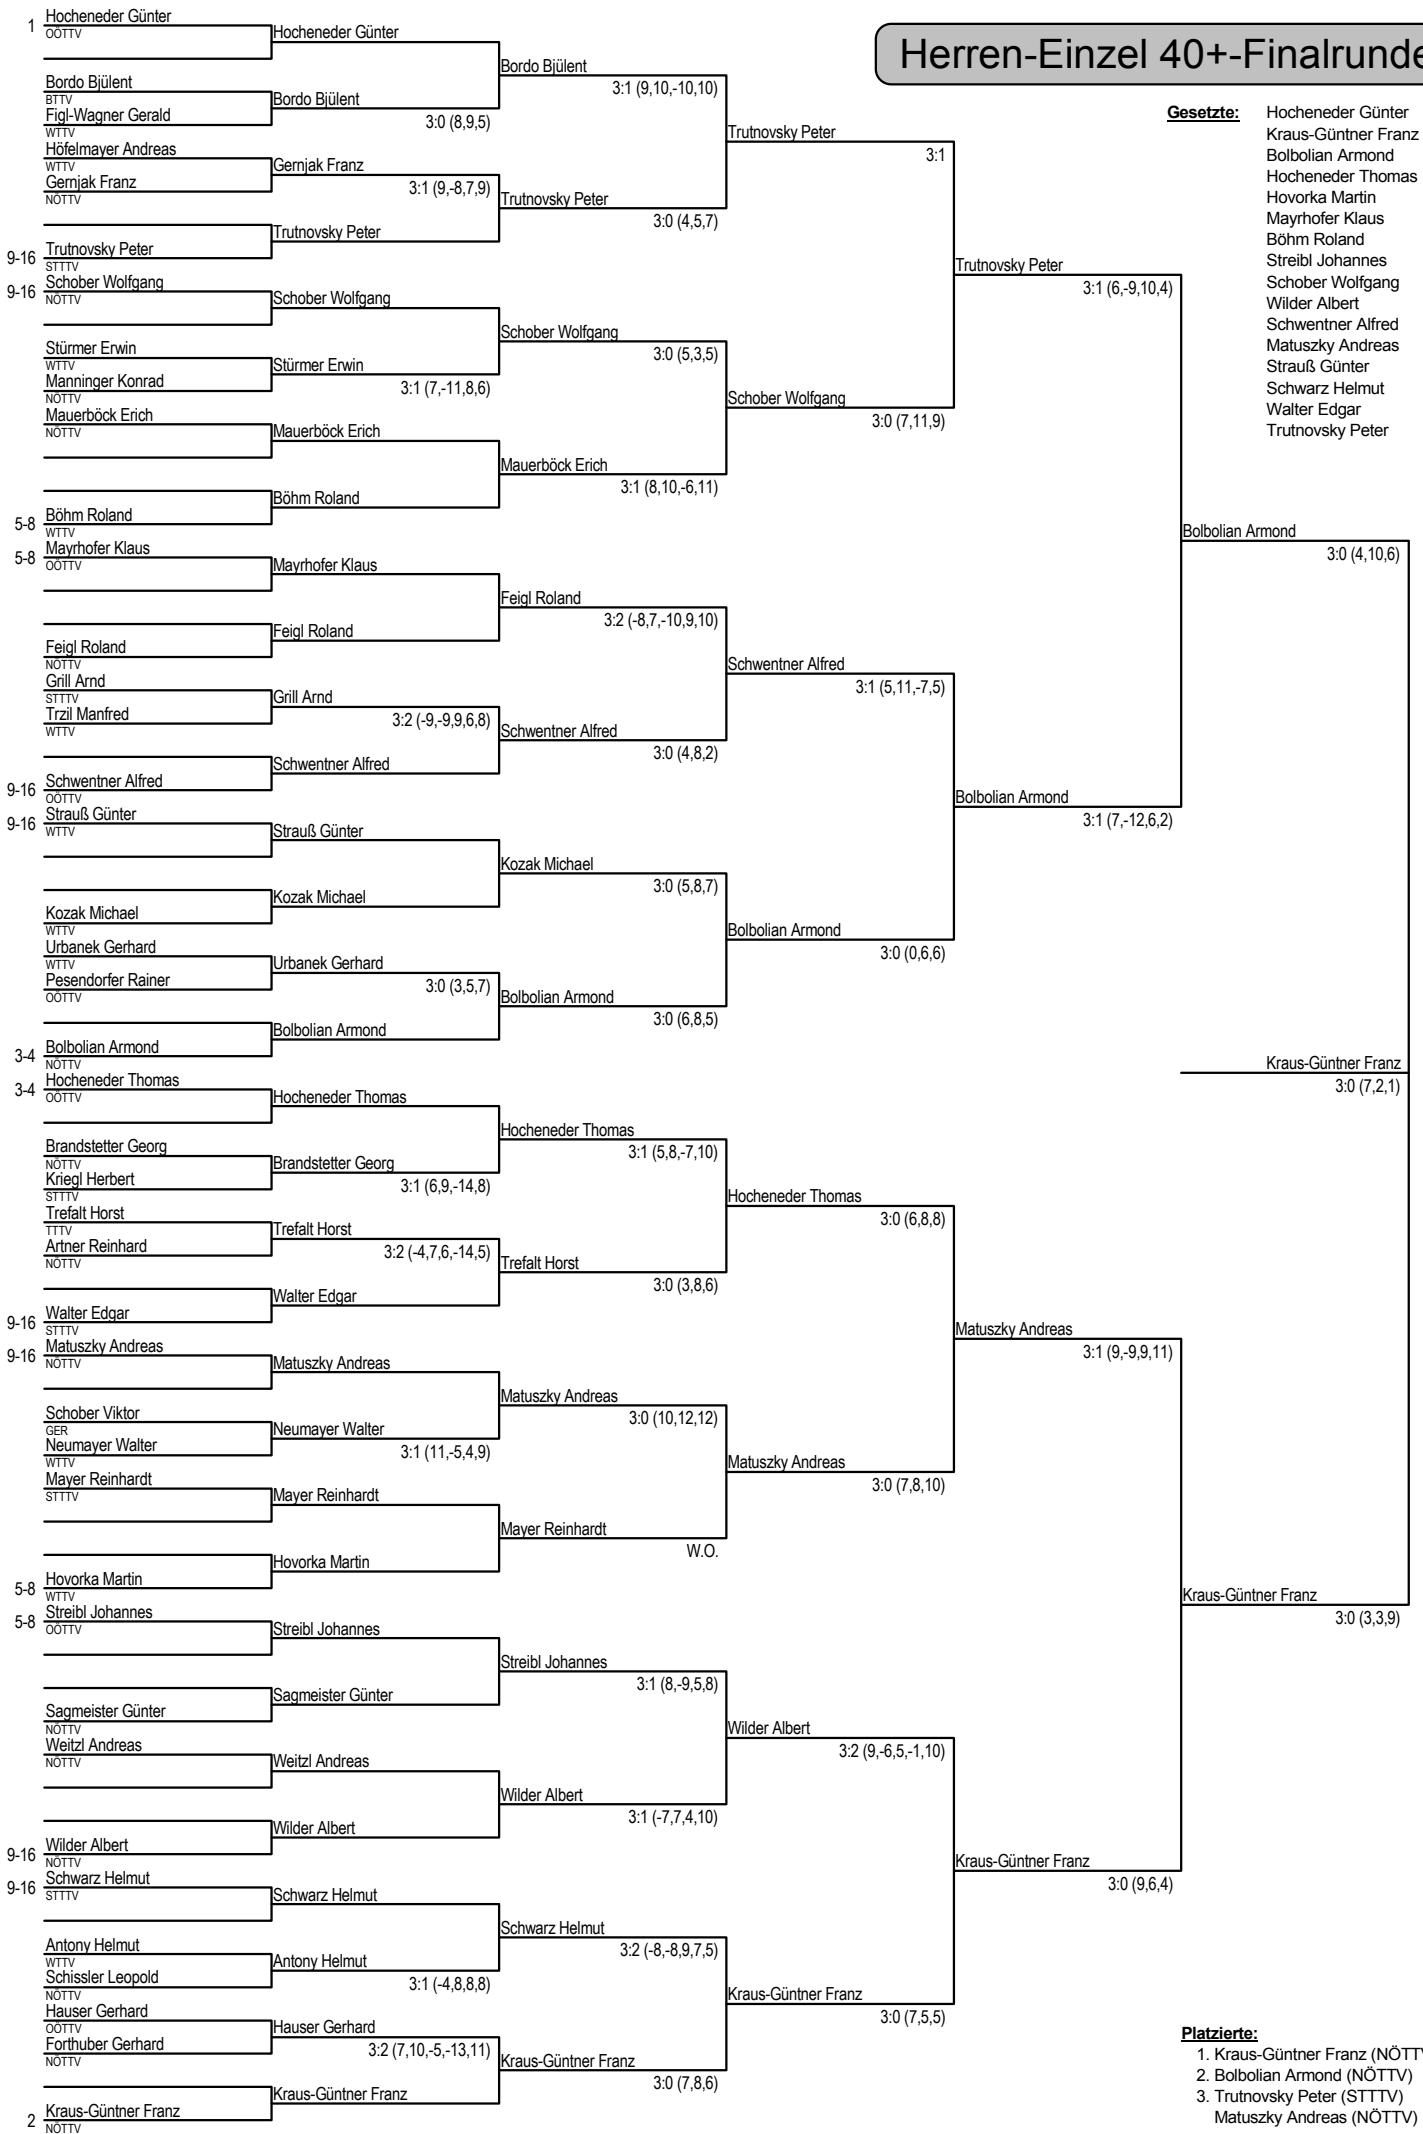 Herren-Einzel 40+-Finalrunde
Gesetzte:
Hocheneder Günter
Kraus-Güntner Franz
Bolbolian Armond
Hocheneder Thomas
Hovorka Martin
Mayrhofer Klaus
Böhm Roland
Streibl Johannes
Schober Wolfgang
Wilder Albert
Schwentner Alfred
Matuszky Andreas
Strauß Günter
Schwarz Helmut
Walter Edgar
Trutnovsky Peter
1 Hocheneder Günter
OÖTTV
Bordo Bjülent
BTTV
Figl-Wagner Gerald
WTTV
Höfelmayer Andreas
WTTV
Gernjak Franz
NÖTTV
9-16 Trutnovsky Peter
STTTV
9-16 Schober Wolfgang
NÖTTV
Stürmer Erwin
WTTV
Manninger Konrad
NÖTTV
Mauerböck Erich
NÖTTV
5-8 Böhm Roland
WTTV
5-8 Mayrhofer Klaus
OÖTTV
Feigl Roland
NÖTTV
Grill Arnd
STTTV
Trzil Manfred
WTTV
9-16 Schwentner Alfred
OÖTTV
9-16 Strauß Günter
WTTV
Kozak Michael
WTTV
Urbanek Gerhard
WTTV
Pesendorfer Rainer
OÖTTV
3-4 Bolbolian Armond
NÖTTV
3-4 Hocheneder Thomas
OÖTTV
Brandstetter Georg
NÖTTV
Kriegl Herbert
STTTV
Trefalt Horst
TTTV
Artner Reinhard
NÖTTV
9-16 Walter Edgar
STTTV
9-16 Matuszky Andreas
NÖTTV
Schober Viktor
GER
Neumayer Walter
WTTV
Mayer Reinhardt
STTTV
5-8 Hovorka Martin
WTTV
5-8 Streibl Johannes
OÖTTV
Sagmeister Günter
NÖTTV
Weitzl Andreas
NÖTTV
9-16 Wilder Albert
NÖTTV
9-16 Schwarz Helmut
STTTV
Antony Helmut
WTTV
Schissler Leopold
NÖTTV
Hauser Gerhard
OÖTTV
Forthuber Gerhard
NÖTTV
2 Kraus-Güntner Franz
NÖTTV
Hocheneder Günter
Bordo Bjülent
3:0 (8,9,5)
Gernjak Franz
3:1 (9,-8,7,9)
Trutnovsky Peter
Schober Wolfgang
Stürmer Erwin
3:1 (7,-11,8,6)
Mauerböck Erich
Böhm Roland
Mayrhofer Klaus
Feigl Roland
Grill Arnd
3:2 (-9,-9,9,6,8)
Schwentner Alfred
Strauß Günter
Kozak Michael
Urbanek Gerhard
3:0 (3,5,7)
Bolbolian Armond
Hocheneder Thomas
Brandstetter Georg
3:1 (6,9,-14,8)
Trefalt Horst
3:2 (-4,7,6,-14,5)
Walter Edgar
Matuszky Andreas
Neumayer Walter
3:1 (11,-5,4,9)
Mayer Reinhardt
Hovorka Martin
Streibl Johannes
Sagmeister Günter
Weitzl Andreas
Wilder Albert
Schwarz Helmut
Antony Helmut
3:1 (-4,8,8,8)
Hauser Gerhard
3:2 (7,10,-5,-13,11)
Kraus-Güntner Franz
Bordo Bjülent
3:1 (9,10,-10,10)
Trutnovsky Peter
3:0 (4,5,7)
Schober Wolfgang
3:0 (5,3,5)
Mauerböck Erich
3:1 (8,10,-6,11)
Feigl Roland
3:2 (-8,7,-10,9,10)
Schwentner Alfred
3:0 (4,8,2)
Kozak Michael
3:0 (5,8,7)
Bolbolian Armond
3:0 (6,8,5)
Hocheneder Thomas
3:1 (5,8,-7,10)
Trefalt Horst
3:0 (3,8,6)
Matuszky Andreas
3:0 (10,12,12)
Mayer Reinhardt
W.O.
Streibl Johannes
3:1 (8,-9,5,8)
Wilder Albert
3:1 (-7,7,4,10)
Schwarz Helmut
3:2 (-8,-8,9,7,5)
Kraus-Güntner Franz
3:0 (7,8,6)
Trutnovsky Peter
3:1
Schober Wolfgang
3:0 (7,11,9)
Schwentner Alfred
3:1 (5,11,-7,5)
Bolbolian Armond
3:0 (0,6,6)
Hocheneder Thomas
3:0 (6,8,8)
Matuszky Andreas
3:0 (7,8,10)
Wilder Albert
3:2 (9,-6,5,-1,10)
Kraus-Güntner Franz
3:0 (7,5,5)
Trutnovsky Peter
3:1 (6,-9,10,4)
Bolbolian Armond
3:1 (7,-12,6,2)
Matuszky Andreas
3:1 (9,-9,9,11)
Kraus-Güntner Franz
3:0 (9,6,4)
Bolbolian Armond
3:0 (4,10,6)
Kraus-Güntner Franz
3:0 (3,3,9)
Kraus-Güntner Franz
3:0 (7,2,1)
Platzierte:
1. Kraus-Güntner Franz (NÖTTV
2. Bolbolian Armond (NÖTTV)
3. Trutnovsky Peter (STTTV)
Matuszky Andreas (NÖTTV)